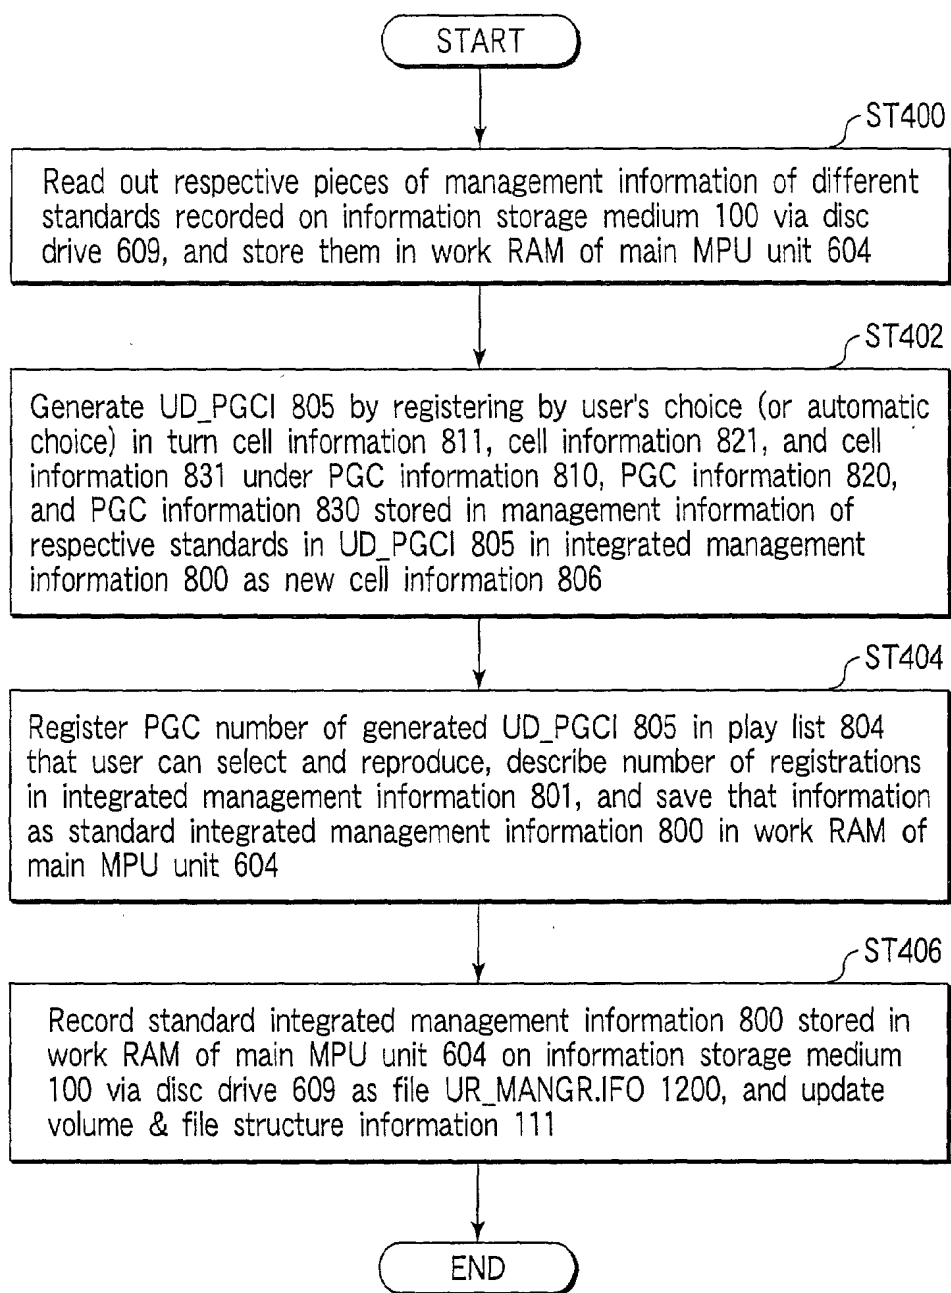 START
ST400
Read out respective pieces of management information of different
standards recorded on information storage medium 100 via disc
drive 609, and store them in work RAM of main MPU unit 604
ST402
Generate UD_PGCI 805 by registering by user's choice (or automatic
choice) in turn cell information 811, cell information 821, and cell
information 831 under PGC information 810, PGC information 820,
and PGC information 830 stored in management information of
respective standards in UD_PGCI 805 in integrated management
information 800 as new cell information 806
ST404
Register PGC number of generated UD_PGCI 805 in play list 804
that user can select and reproduce, describe number of registrations
in integrated management information 801, and save that information
as standard integrated management information 800 in work RAM of
main MPU unit 604
ST406
Record standard integrated management information 800 stored in
work RAM of main MPU unit 604 on information storage medium
100 via disc drive 609 as file UR_MANGR.IFO 1200, and update
volume & file structure information 111
END